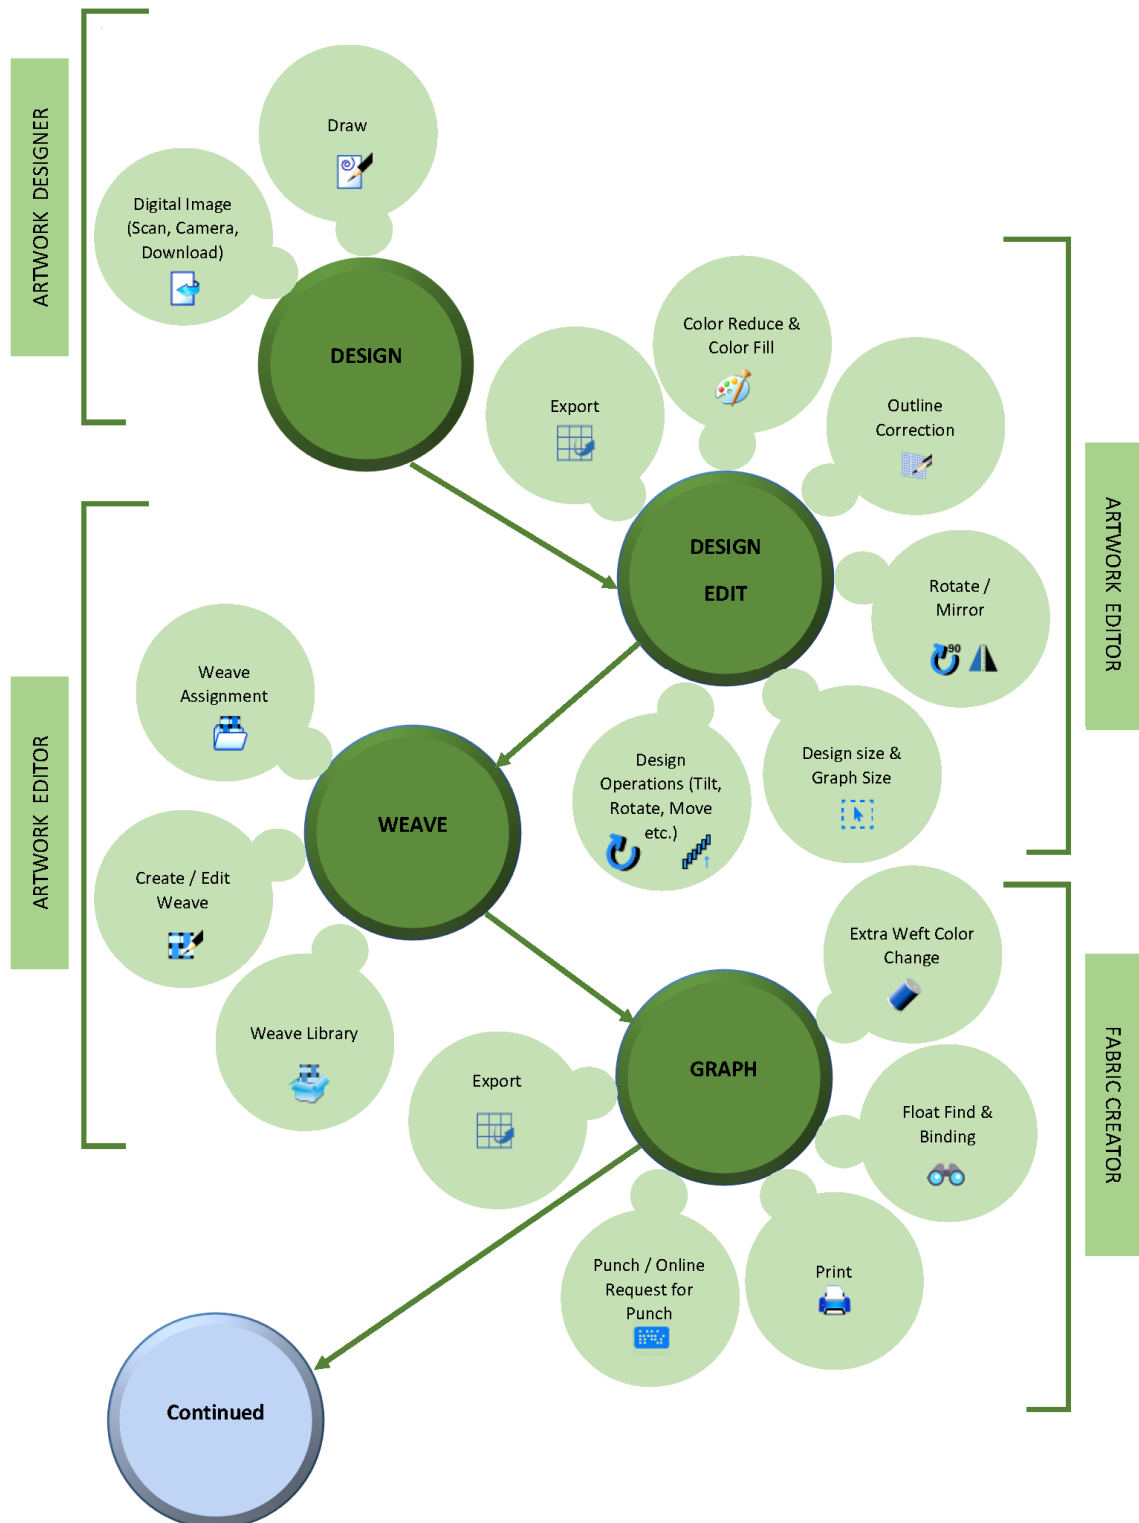 ARTWORK DESIGNER
Draw
Digital Image
(Scan, Camera,
Download)
DESIGN
Color Reduce &
Color Fill
Export
Outline
Correction
DESIGN
EDIT
Rotate /
Mirror
90
ARTWORK EDITOR
Design size &
Graph Size
Design
Operations (Tilt,
Rotate, Move
etc.)
ARTWORK EDITOR
Weave
Assignment
WEAVE
Create / Edit
Weave
Weave Library
Extra Weft Color
Change
GRAPH
Export
Float Find &
Binding
FABRIC CREATOR
Print
Punch / Online
Request for
Punch
Continued